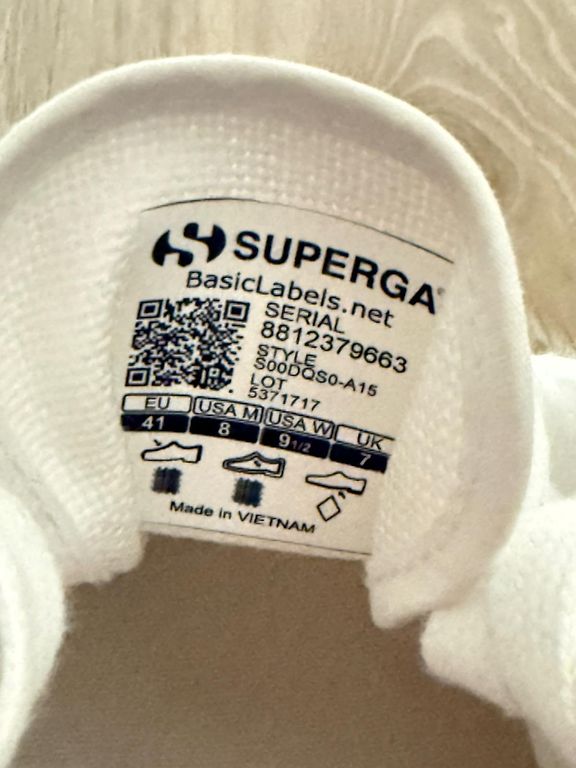 SUPERGA®
BasicLabels.net
SERIAL
8812379663
STYLE
S00DQS0-A15
LOT
5371717
EU USA M USA W UK
41 8 9 1/2 7
Made in VIETNAM